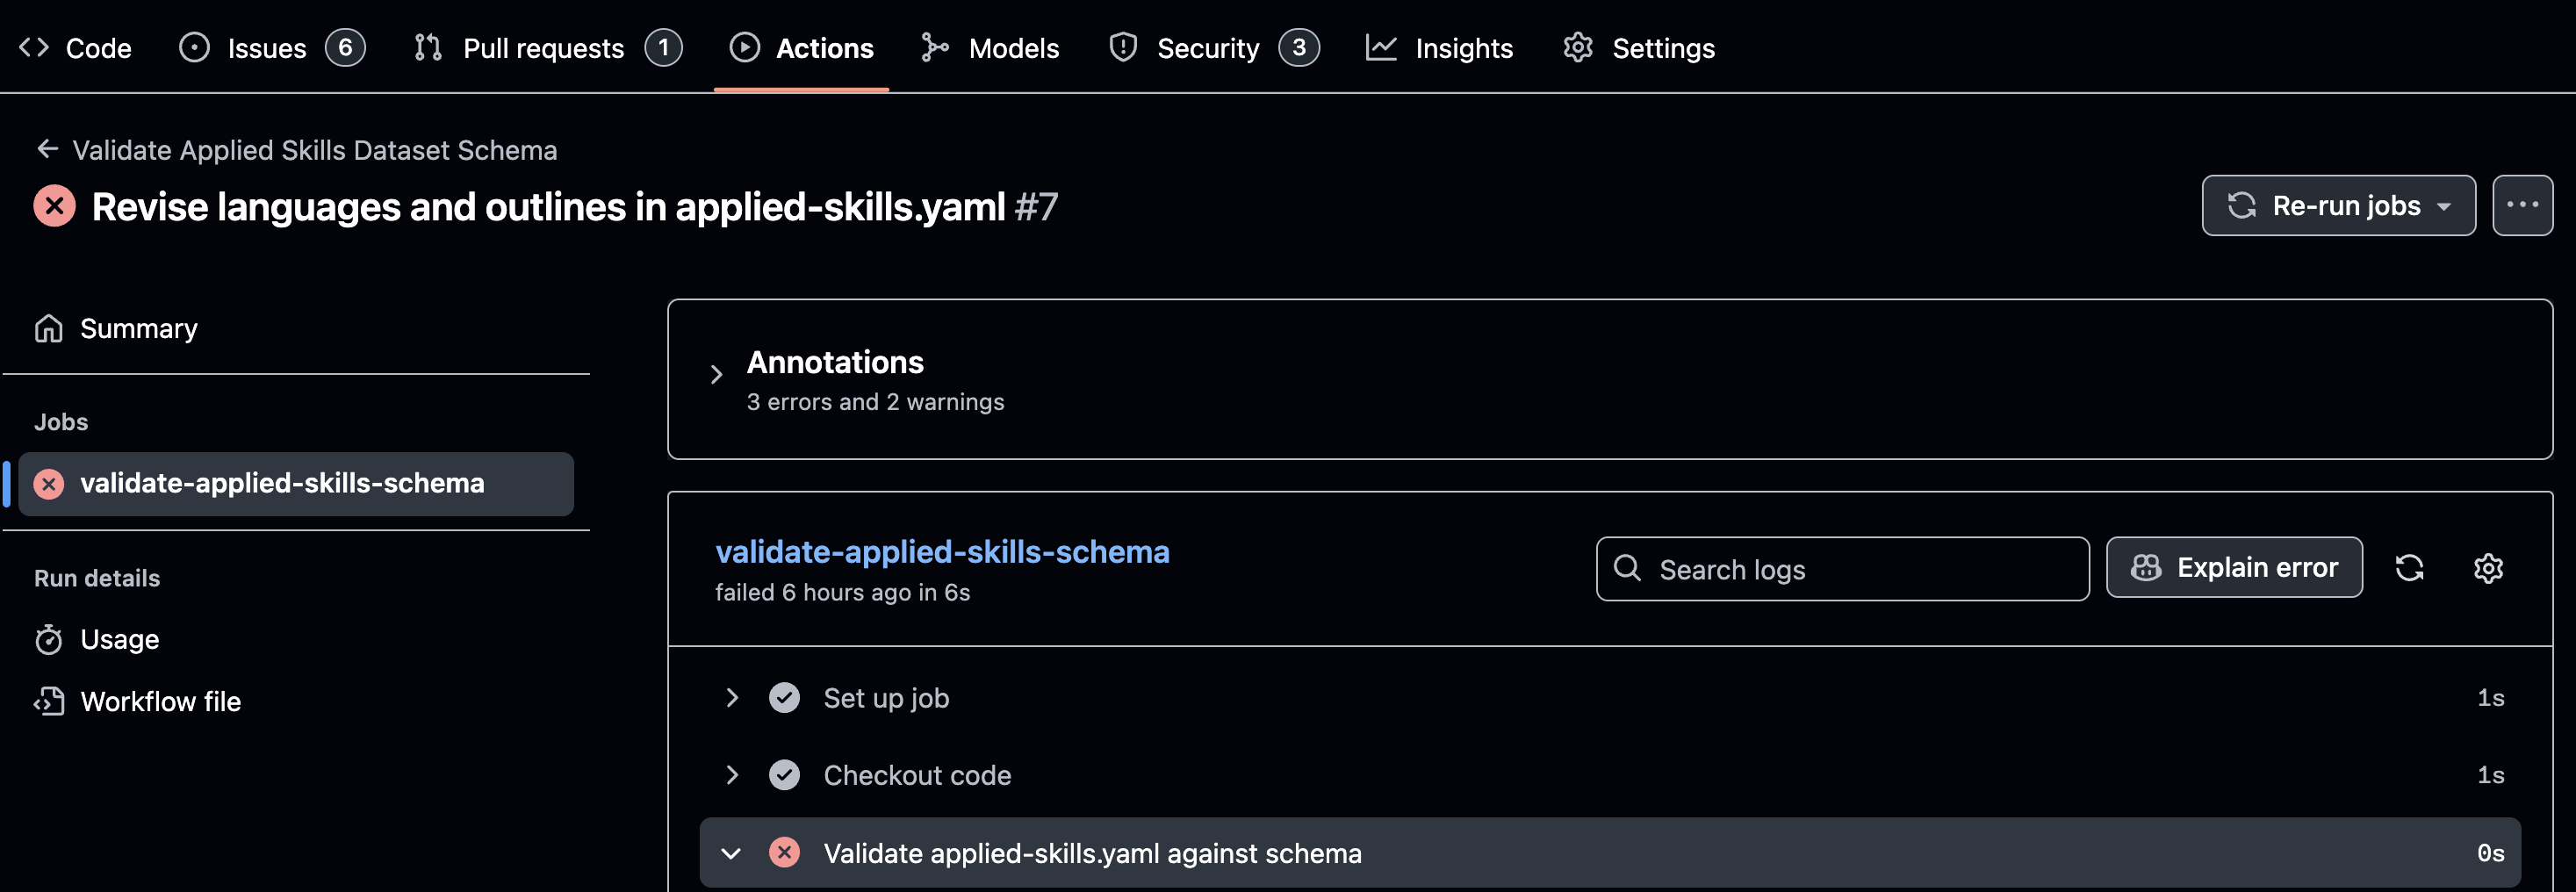 Code Issues 6 Pull requests 1 Actions Models Security 3 Insights Settings
Validate Applied Skills Dataset Schema
Revise languages and outlines in applied-skills.yaml #7
Re-run jobs
Summary
Jobs
validate-applied-skills-schema
Run details
Usage
Workflow file
Annotations
3 errors and 2 warnings
validate-applied-skills-schema
failed 6 hours ago in 6s
Search logs
Explain error
Set up job 1s
Checkout code 1s
Validate applied-skills.yaml against schema 0s